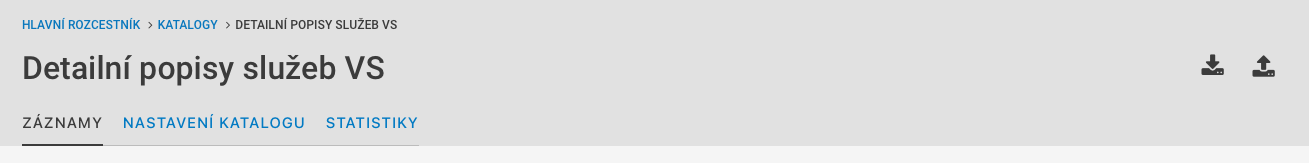 HLAVNÍ ROZCESTNÍK > KATALOGY > DETAILNÍ POPISY SLUŽEB VS
Detailní popisy služeb VS
ZÁZNAMY NASTAVENÍ KATALOGU STATISTIKY